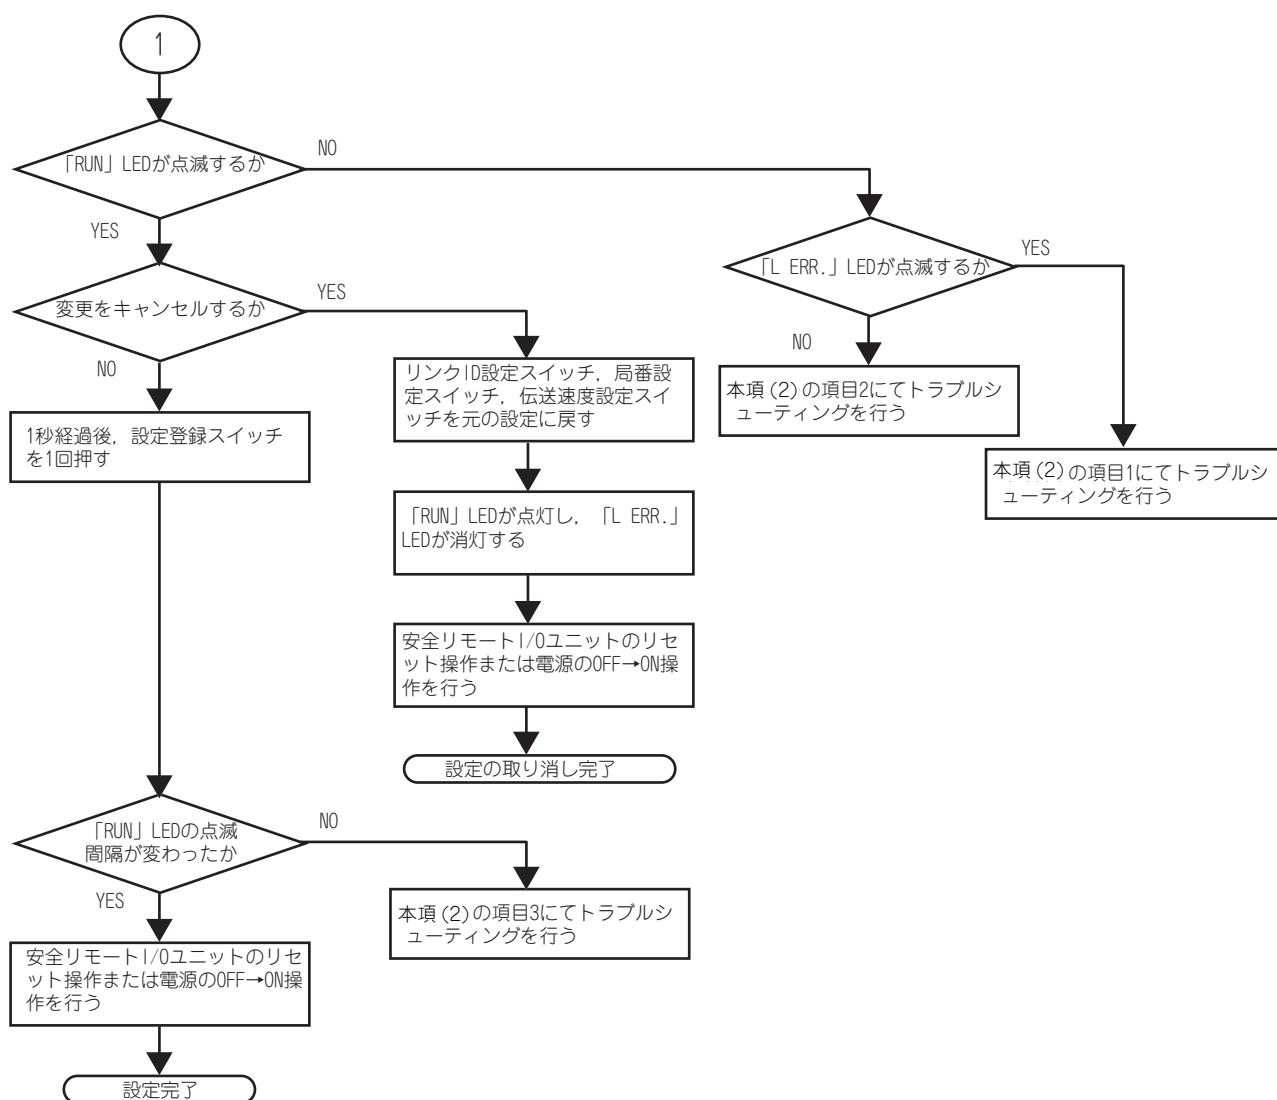 1
「RUN」LEDが点滅するか
NO
YES
「L ERR.」LEDが点滅するか
YES
NO
変更をキャンセルするか
YES
NO
リンクID設定スイッチ，局番設
定スイッチ，伝送速度設定スイ
ッチを元の設定に戻す
本項(2)の項目2にてトラブルシ
ューティングを行う
1秒経過後，設定登録スイッチ
を1回押す
本項(2)の項目1にてトラブルシ
ューティングを行う
「RUN」LEDが点灯し，「L ERR.」
LEDが消灯する
安全リモートI/Oユニットのリセ
ット操作または電源のOFF→ON操
作を行う
設定の取り消し完了
「RUN」LEDの点滅
間隔が変わったか
NO
YES
本項(2)の項目3にてトラブルシ
ューティングを行う
安全リモートI/Oユニットのリセ
ット操作または電源のOFF→ON操
作を行う
設定完了